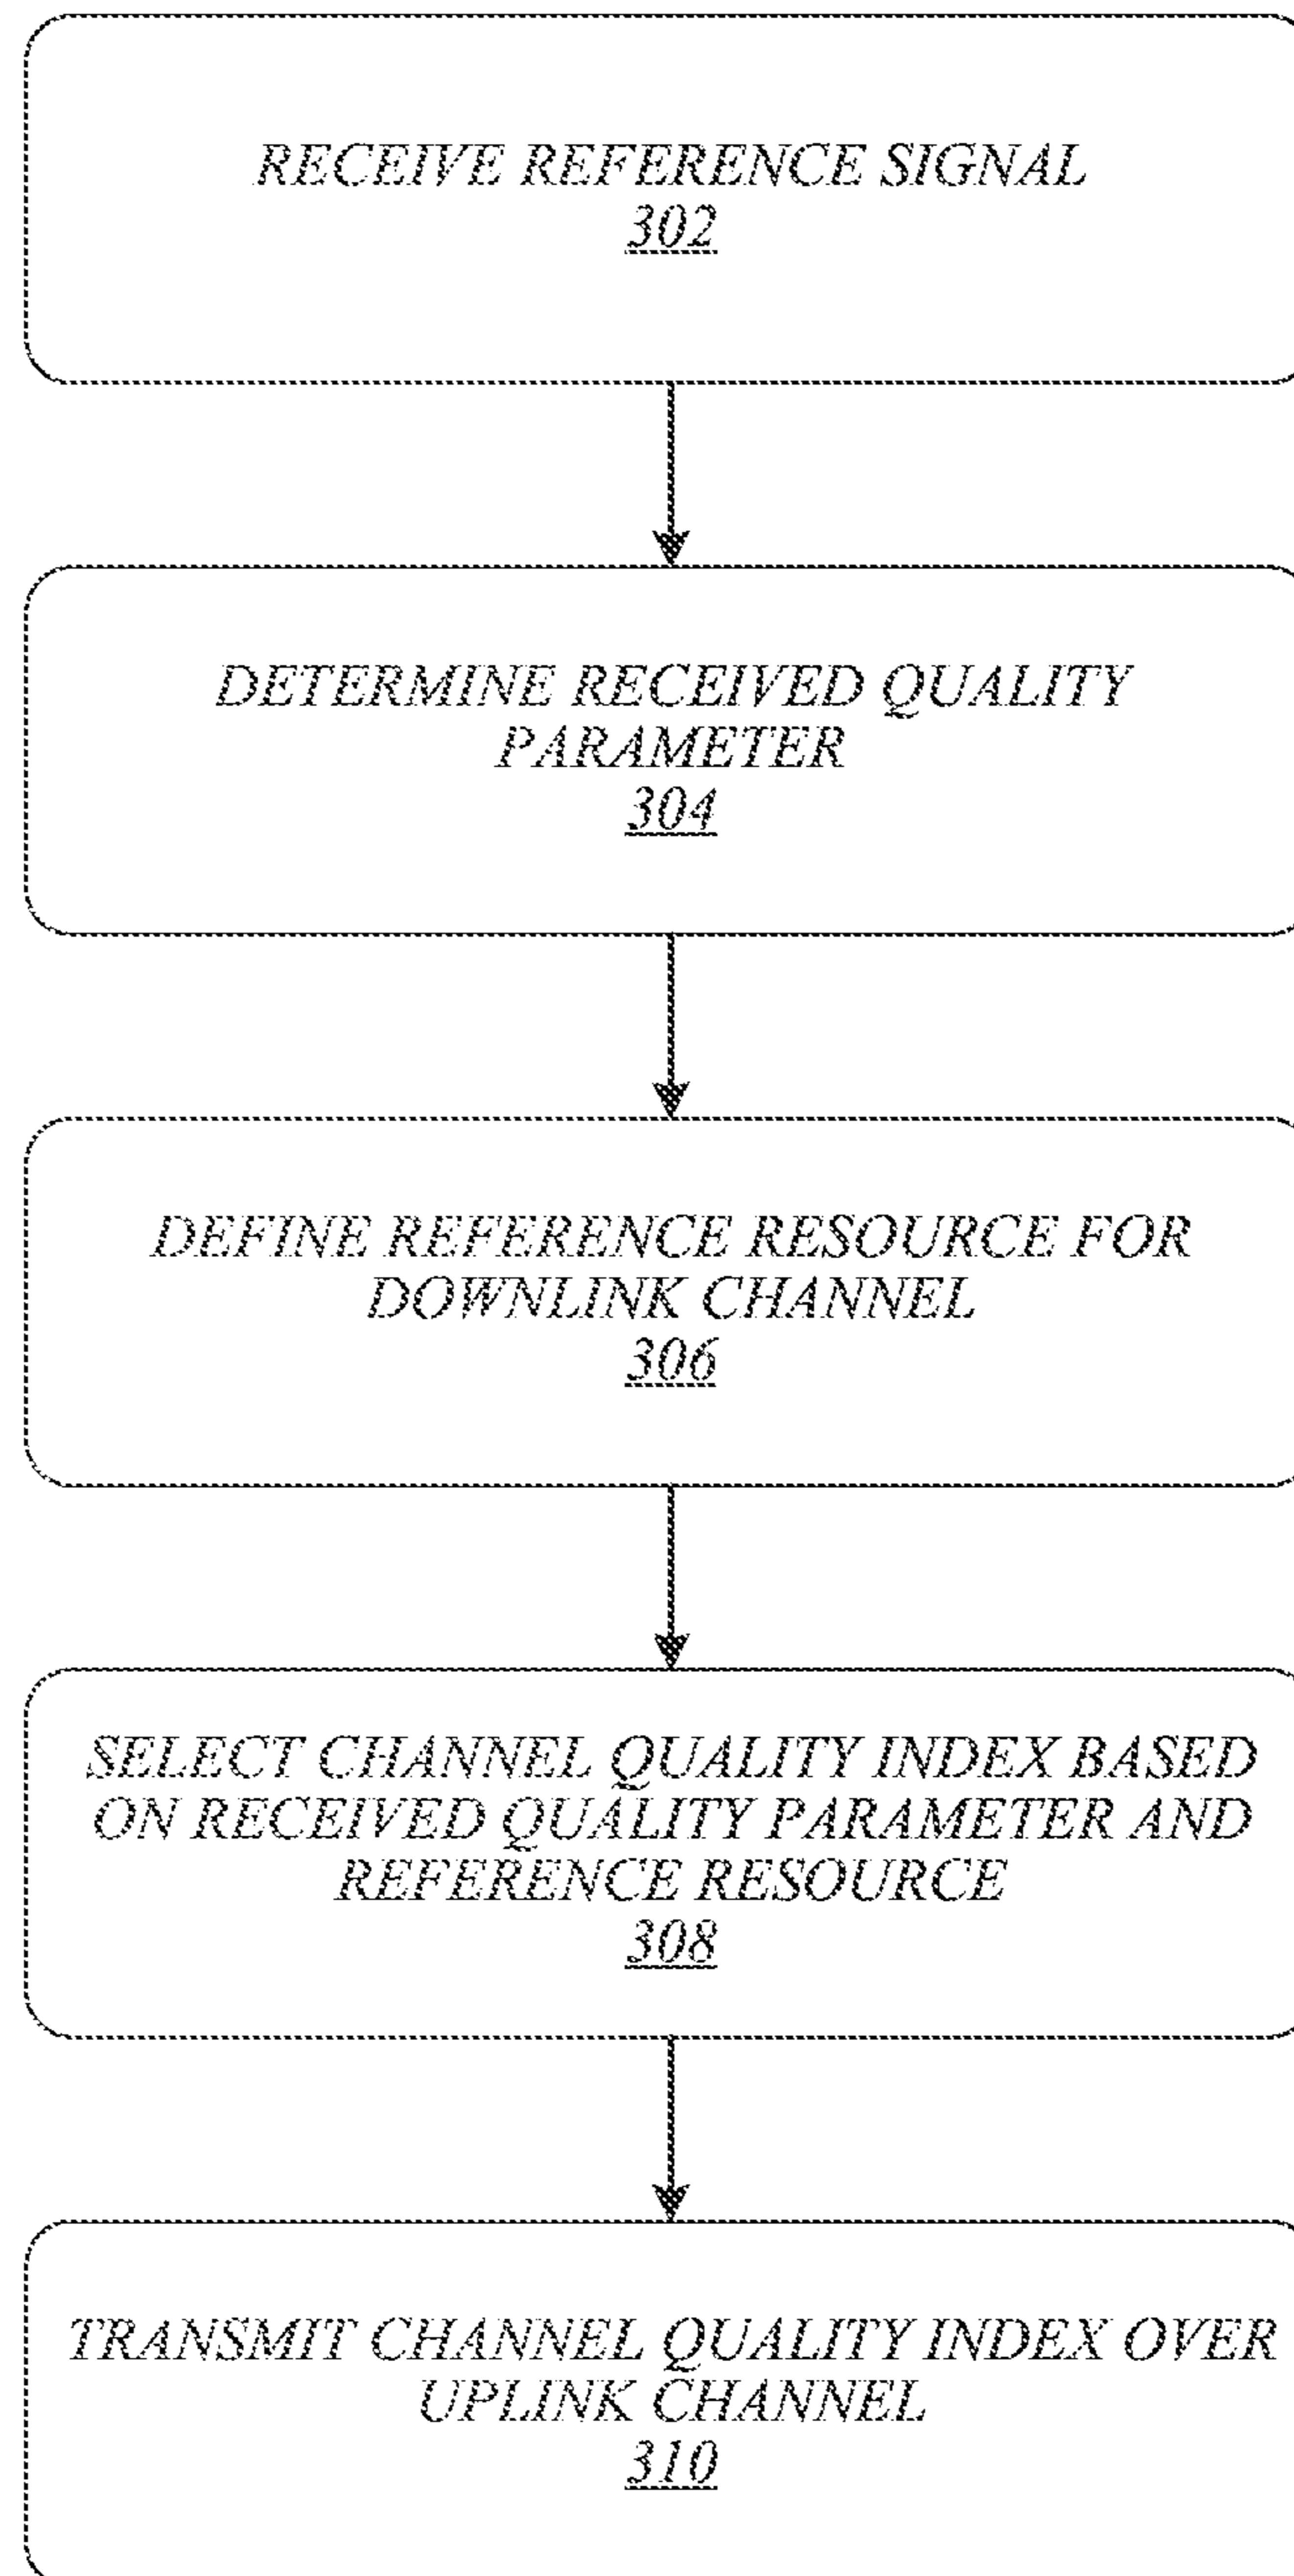 RECEIVE REFERENCE SIGNAL
302
DETERMINE RECEIVED QUALITY
PARAMETER
304
DEFINE REFERENCE RESOURCE FOR
DOWNLINK CHANNEL
306
SELECT CHANNEL QUALITY INDEX BASED
ON RECEIVED QUALITY PARAMETER AND
REFERENCE RESOURCE
308
TRANSMIT CHANNEL QUALITY INDEX OVER
UPLINK CHANNEL
310